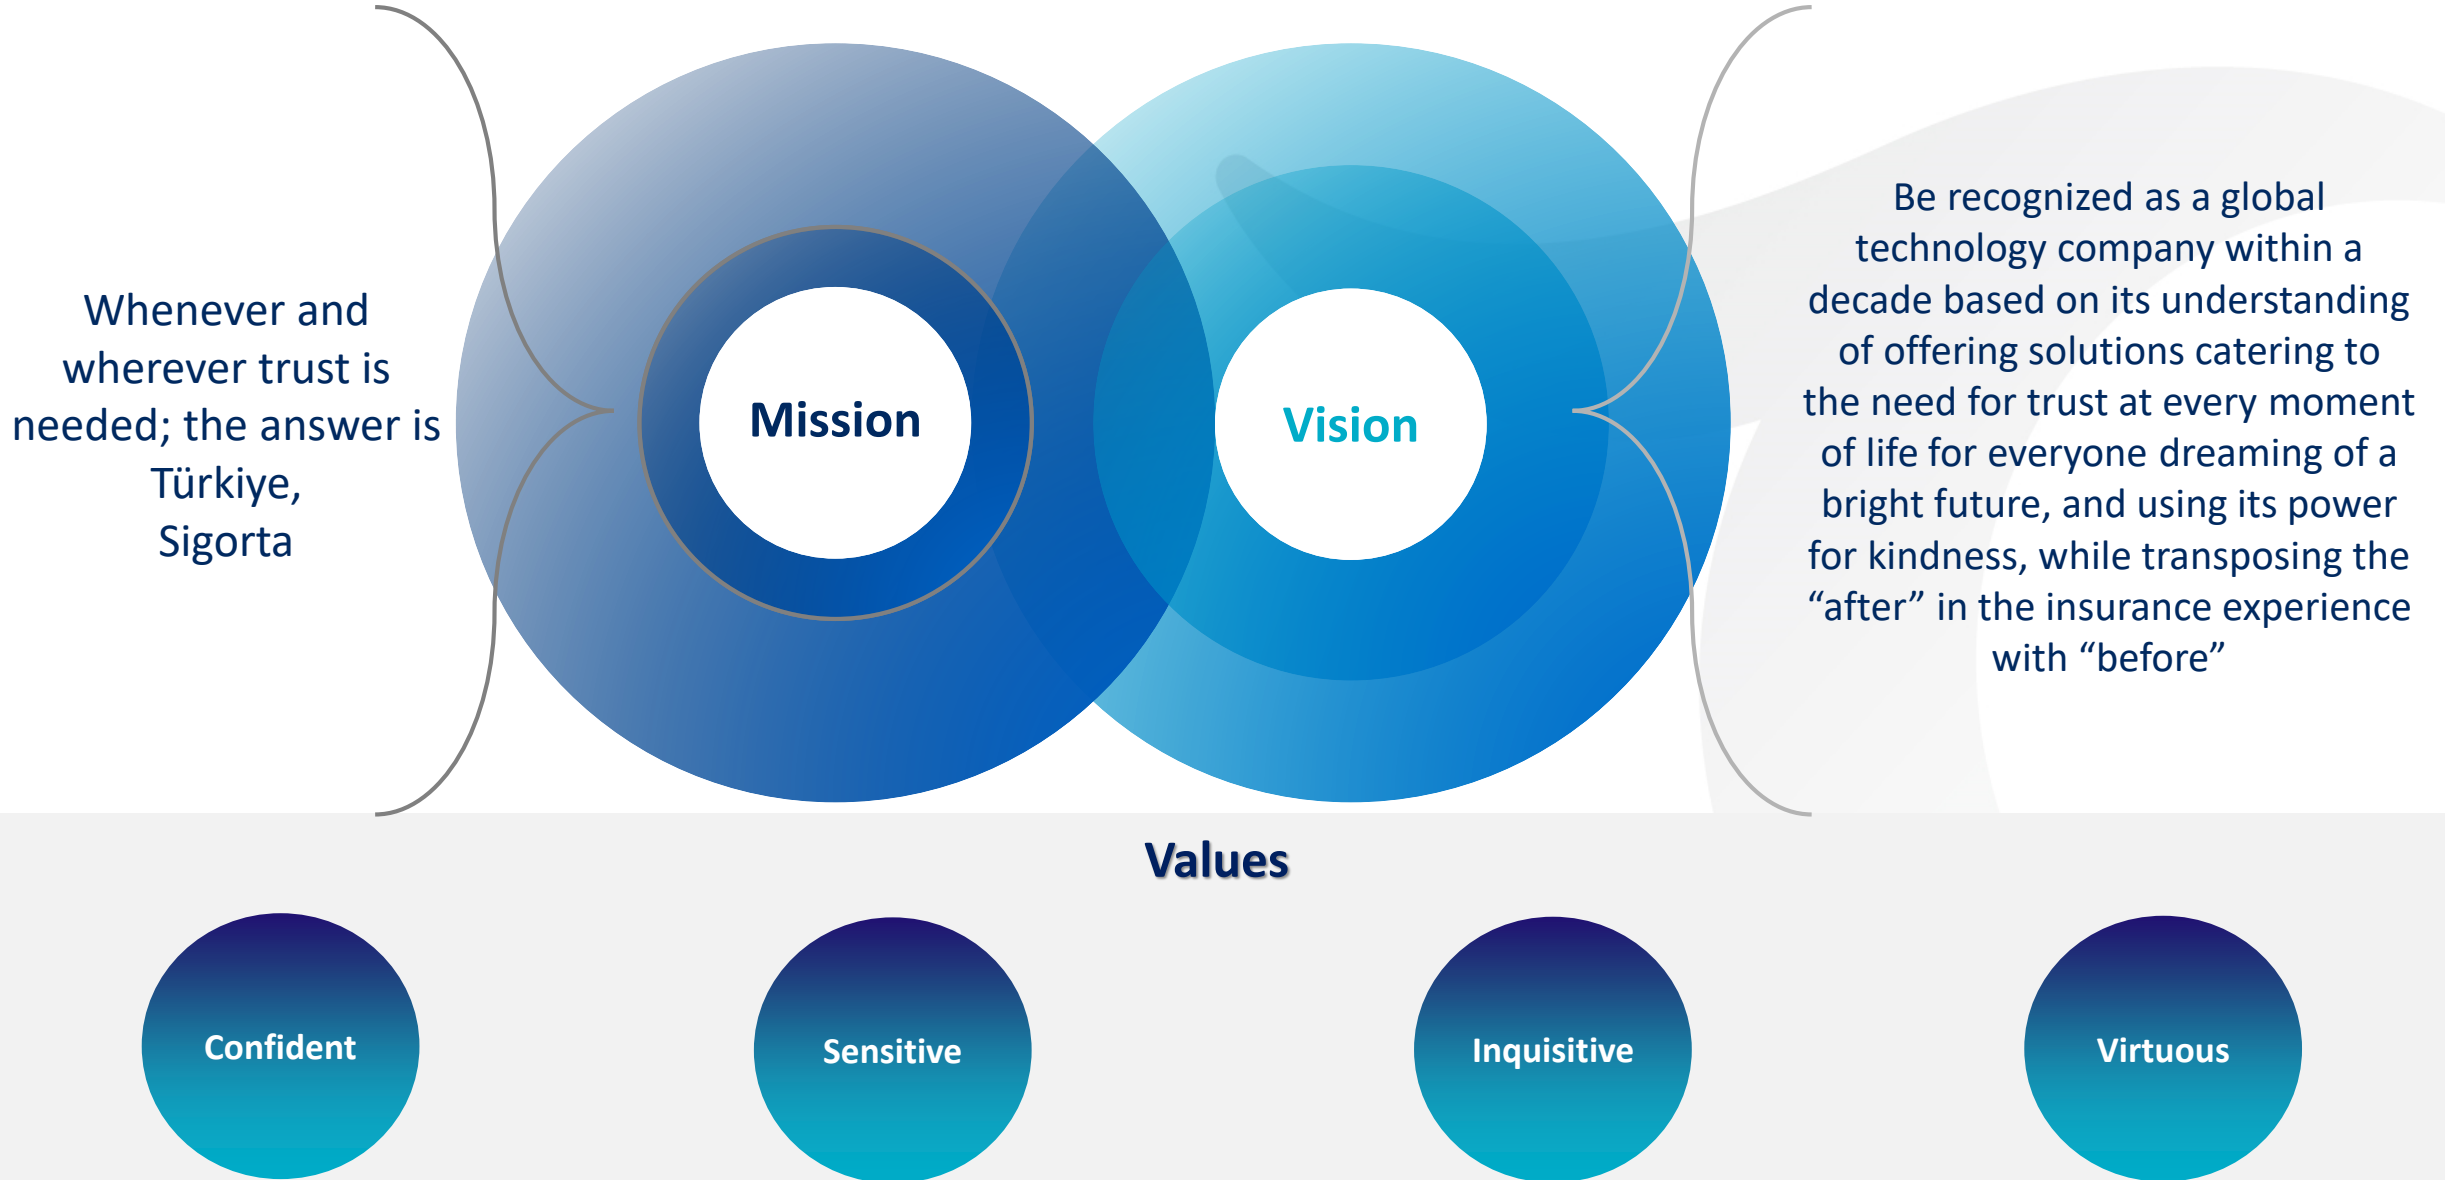 Whenever and
wherever trust is
needed; the answer is
Türkiye,
Sigorta
Mission
Vision
Be recognized as a global
technology company within a
decade based on its understanding
of offering solutions catering to
the need for trust at every moment
of life for everyone dreaming of a
bright future, and using its power
for kindness, while transposing the
“after” in the insurance experience
with “before”
Values
Confident
Sensitive
Inquisitive
Virtuous